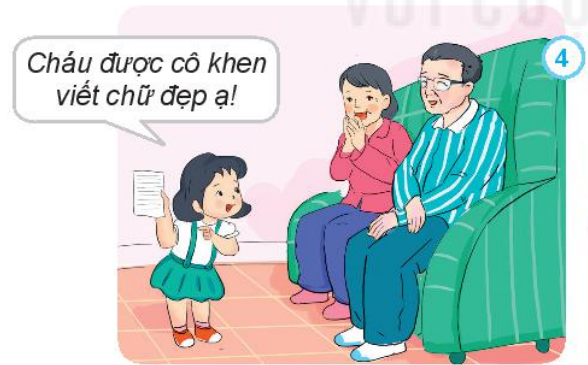 Cháu được cô khen
viết chữ đẹp ạ!
4